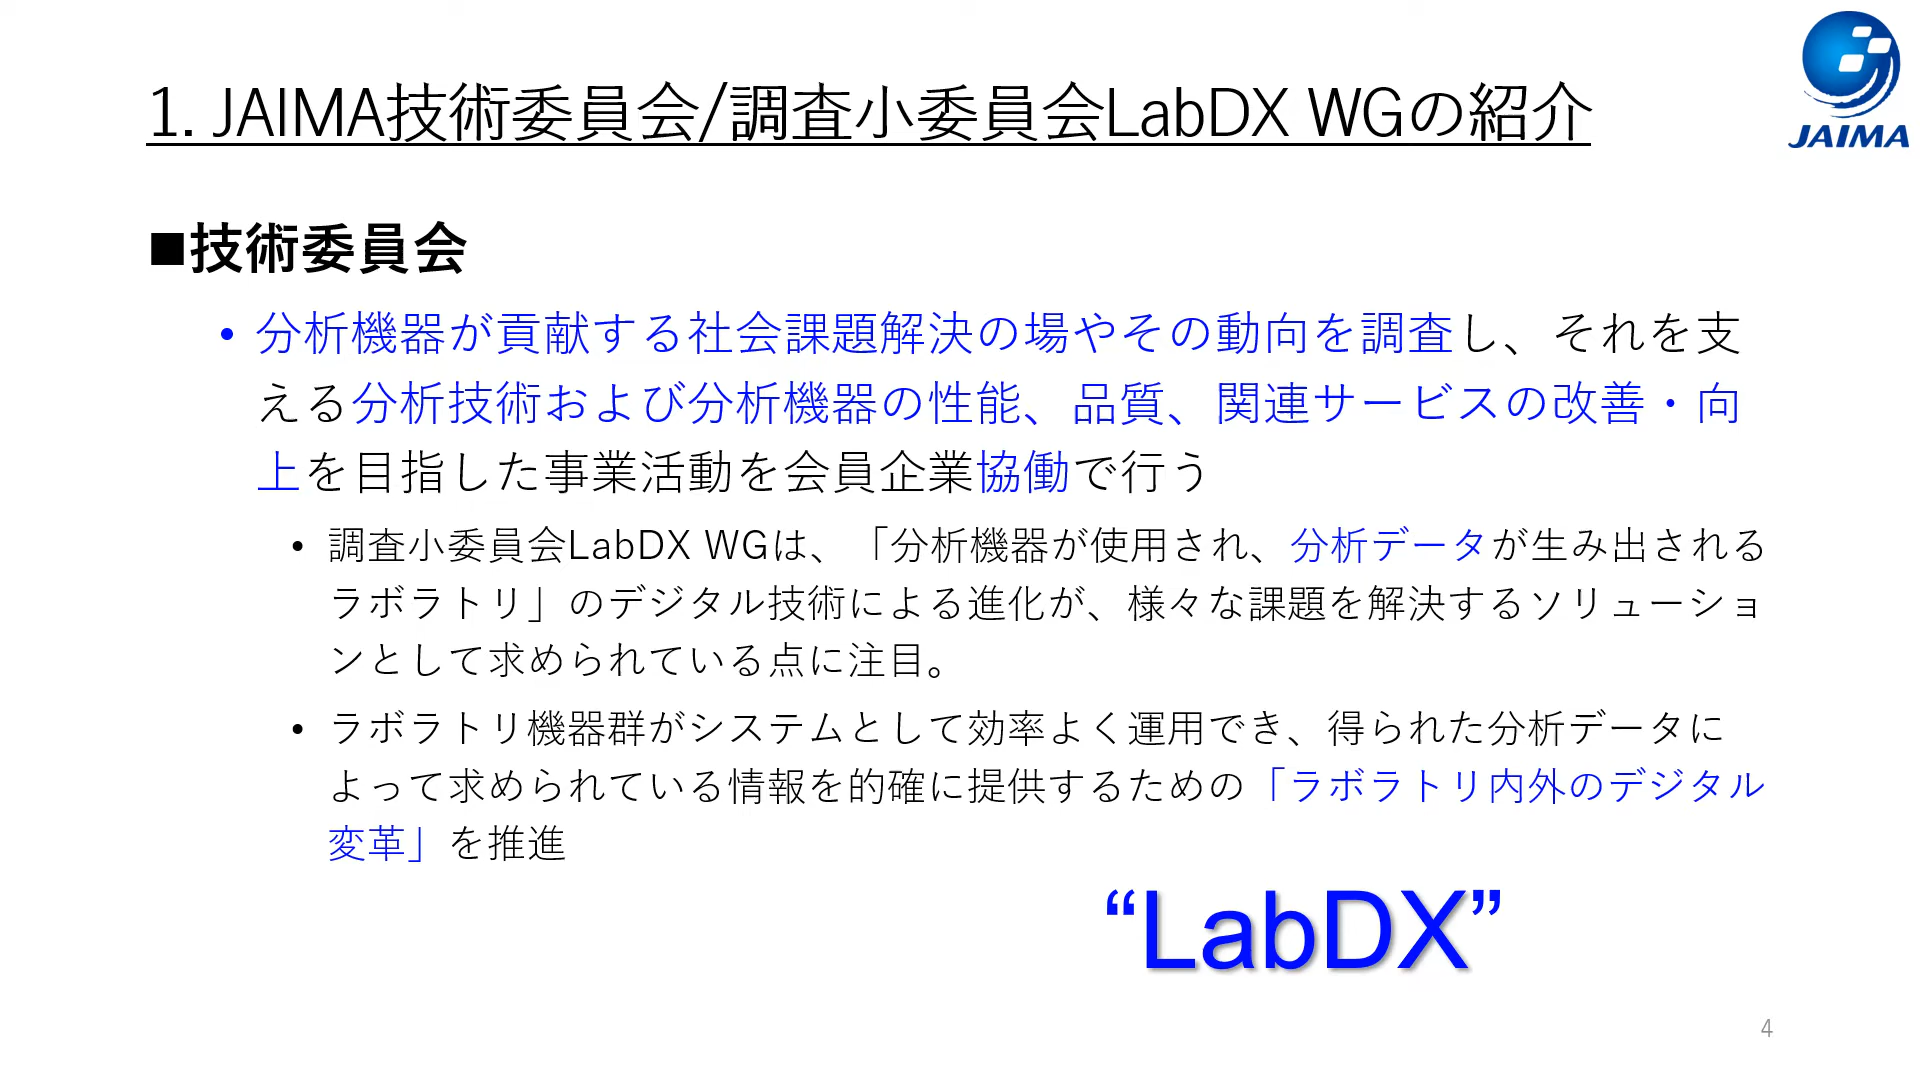 1. JAIMA技術委員会/調査小委員会LabDX WGの紹介
JAIMA
■技術委員会
• 分析機器が貢献する社会課題解決の場やその動向を調査し、それを支
える分析技術および分析機器の性能、品質、関連サービスの改善・向
上を目指した事業活動を会員企業協働で行う
• 調査小委員会LabDX WGは、「分析機器が使用され、分析データが生み出される
ラボラトリ」のデジタル技術による進化が、様々な課題を解決するソリューショ
ンとして求められている点に注目。
• ラボラトリ機器群がシステムとして効率よく運用でき、得られた分析データに
よって求められている情報を的確に提供するための「ラボラトリ内外のデジタル
変革」を推進
“LabDX”
4